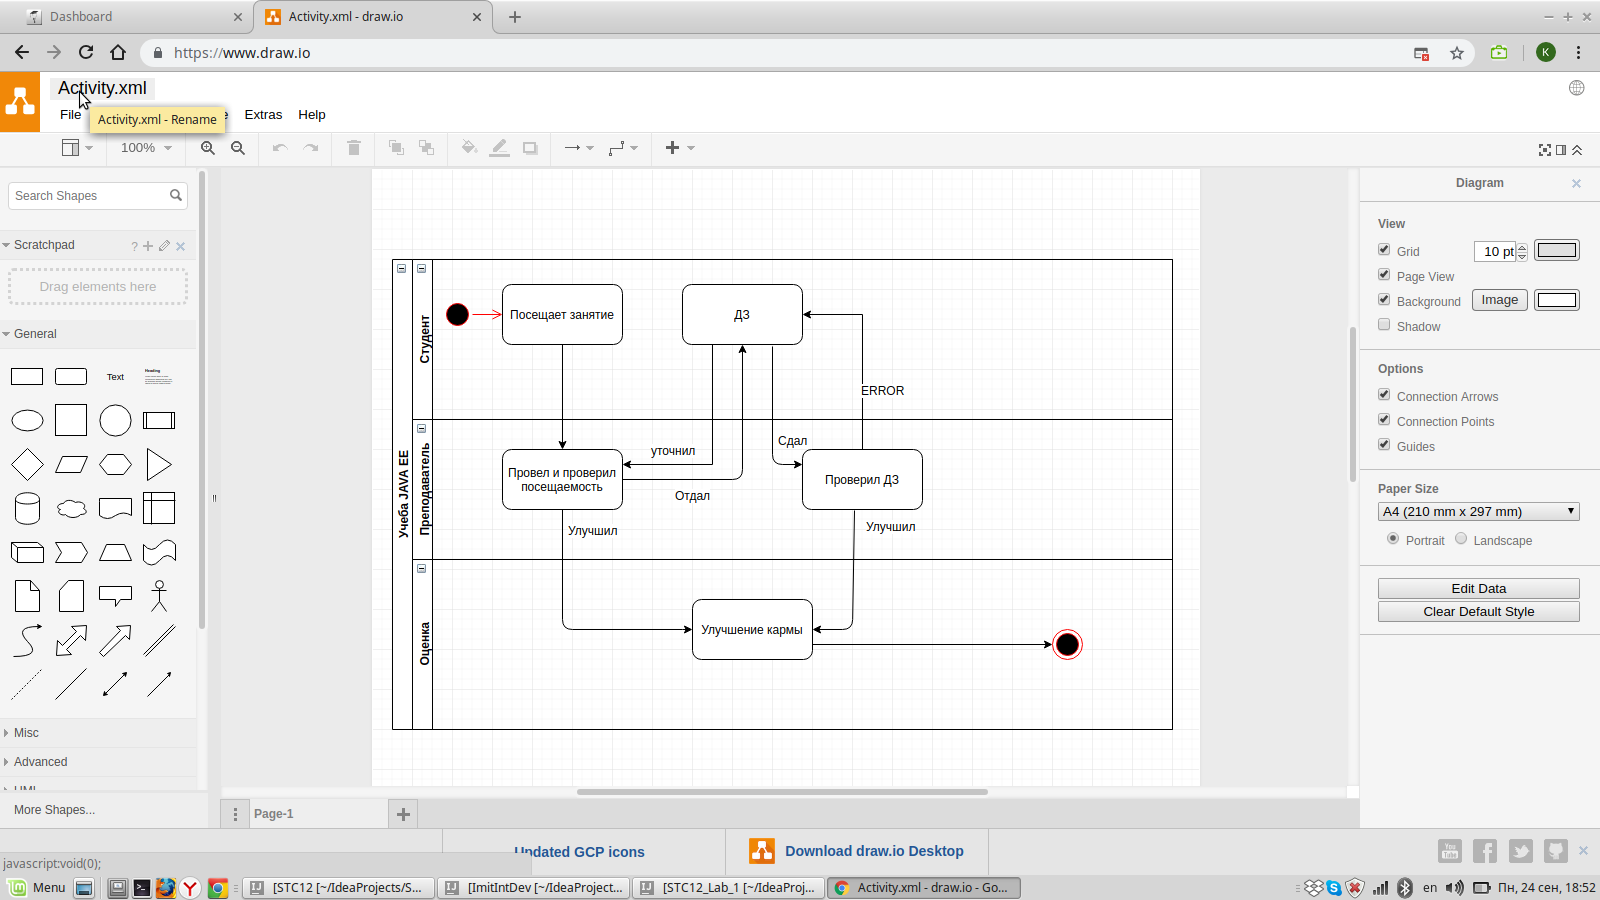 Dashboard
Activity.xml - draw.io
https://www.draw.io
K
Activity.xml
File
Extras
Help
Activity.xml - Rename
100%
Search Shapes
Scratchpad
?
Drag elements here
General
Text
Heading
Misc
Advanced
More Shapes...
Учеба JAVA EE
Студент
Преподаватель
Оценка
Посещает занятие
ДЗ
ERROR
уточнил
Сдал
Провел и проверил
посещаемость
Отдал
Проверил ДЗ
Улучшил
Улучшил
Улучшение кармы
Diagram
View
Grid
10 pt
Page View
Background
Image
Shadow
Options
Connection Arrows
Connection Points
Guides
Paper Size
A4 (210 mm x 297 mm)
Portrait
Landscape
Edit Data
Clear Default Style
Page-1
Updated GCP icons
Download draw.io Desktop
You
Tube
javascript:void(0);
Menu
[STC12 [~/IdeaProjects/S...
[ImitIntDev [~/IdeaProject...
[STC12_Lab_1 [~/IdeaProj...
Activity.xml - draw.io - Go...
en
Пн, 24 сен, 18:52